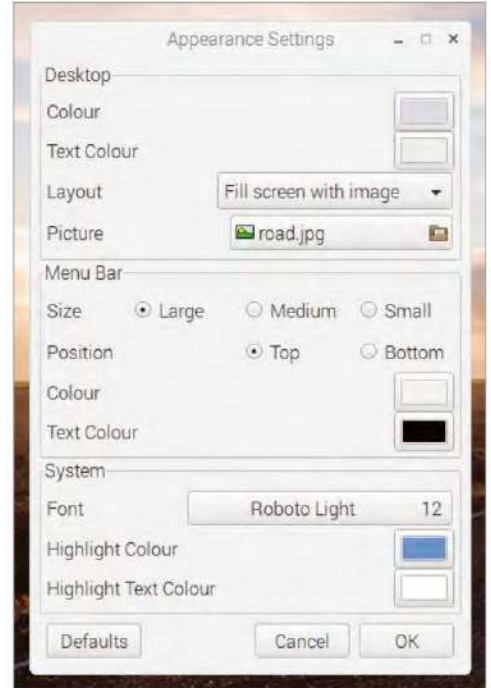 Appearance Settings
Desktop
Colour
Text Colour
Layout Fill screen with image
Picture road.jpg
Menu Bar
Size Large Medium Small
Position Top Bottom
Colour
Text Colour
System
Font Roboto Light 12
Highlight Colour
Highlight Text Colour
Defaults Cancel OK